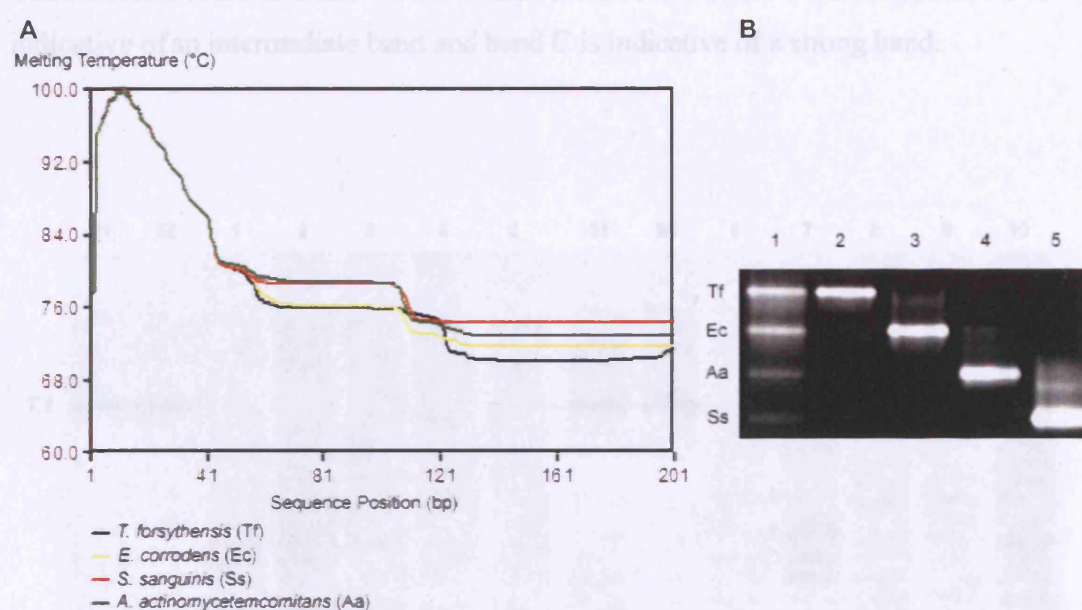 A
B
indicative of an intermediate band and band C is indicative of a strong band.
Melting Temperature (°C)
100.0
92.0
84.0
76.0
68.0
60.0
1
41
81
121
161
201
Sequence Position (bp)
T. forsythensis (Tf)
E. corrodens (Ec)
S. sanguinis (Ss)
A. actinomycetemcomitans (Aa)
1 2 3 4 5
Tf
Ec
Aa
Ss